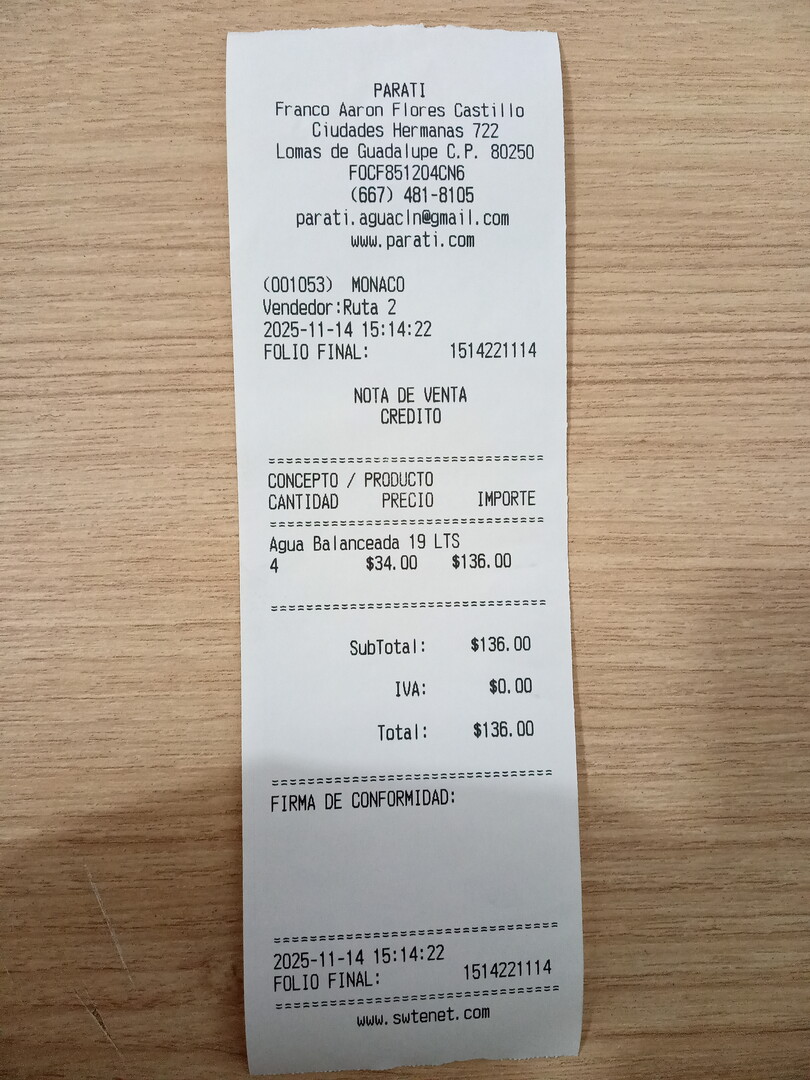 PARATI
Franco Aaron Flores Castillo
Ciudades Hermanas 722
Lomas de Guadalupe C.P. 80250
FOCF851204CN6
(667) 481-8105
parati.aguacln@gmail.com
www.parati.com
(001053) MONACO
Vendedor:Ruta 2
2025-11-14 15:14:22
FOLIO FINAL: 1514221114
NOTA DE VENTA
CREDITO
==============================
CONCEPTO / PRODUCTO
CANTIDAD PRECIO IMPORTE
==============================
Agua Balanceada 19 LTS
4 $34.00 $136.00
==============================
SubTotal: $136.00
IVA: $0.00
Total: $136.00
==============================
FIRMA DE CONFORMIDAD:
==============================
2025-11-14 15:14:22
FOLIO FINAL: 1514221114
==============================
www.swtenet.com